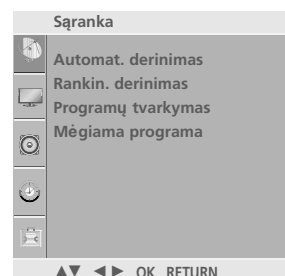 Sąranka
Automat. derinimas
Rankin. derinimas
Programų tvarkymas
Mėgiama programa
▲▼ ◄► OK RETURN